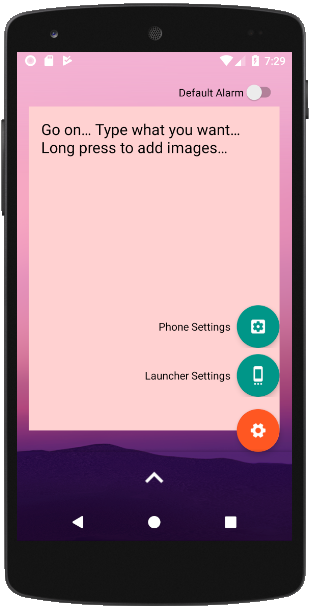 7:29
Default Alarm
Go on... Type what you want...
Long press to add images...
Phone Settings
Launcher Settings